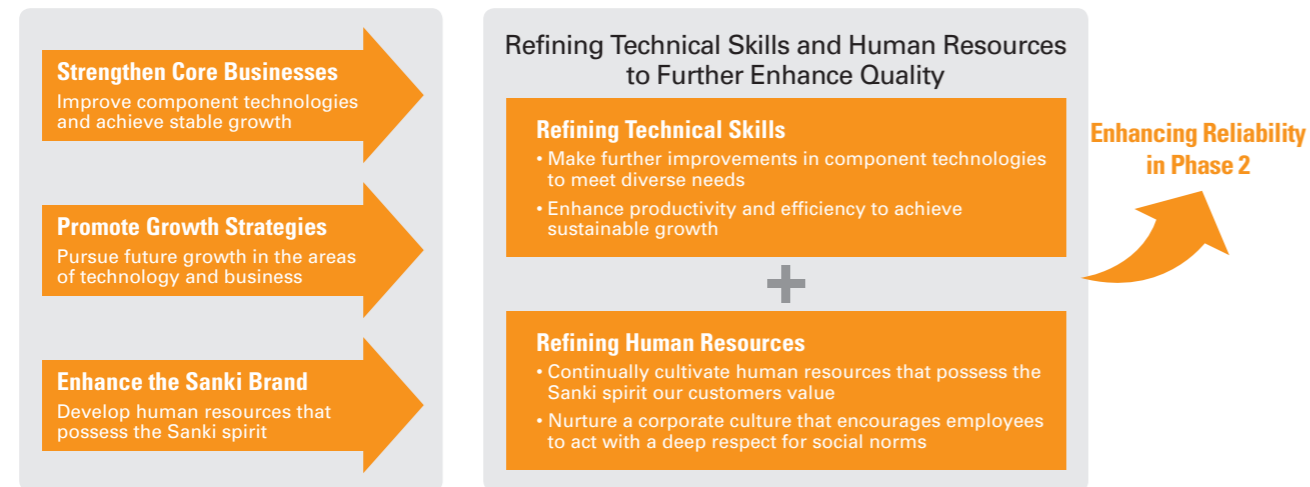 Strengthen Core Businesses
Improve component technologies
and achieve stable growth
Promote Growth Strategies
Pursue future growth in the areas
of technology and business
Enhance the Sanki Brand
Develop human resources that
possess the Sanki spirit
Refining Technical Skills and Human Resources
to Further Enhance Quality
Refining Technical Skills
• Make further improvements in component technologies
to meet diverse needs
• Enhance productivity and efficiency to achieve
sustainable growth
+
Refining Human Resources
• Continually cultivate human resources that possess the
Sanki spirit our customers value
• Nurture a corporate culture that encourages employees
to act with a deep respect for social norms
Enhancing Reliability
in Phase 2